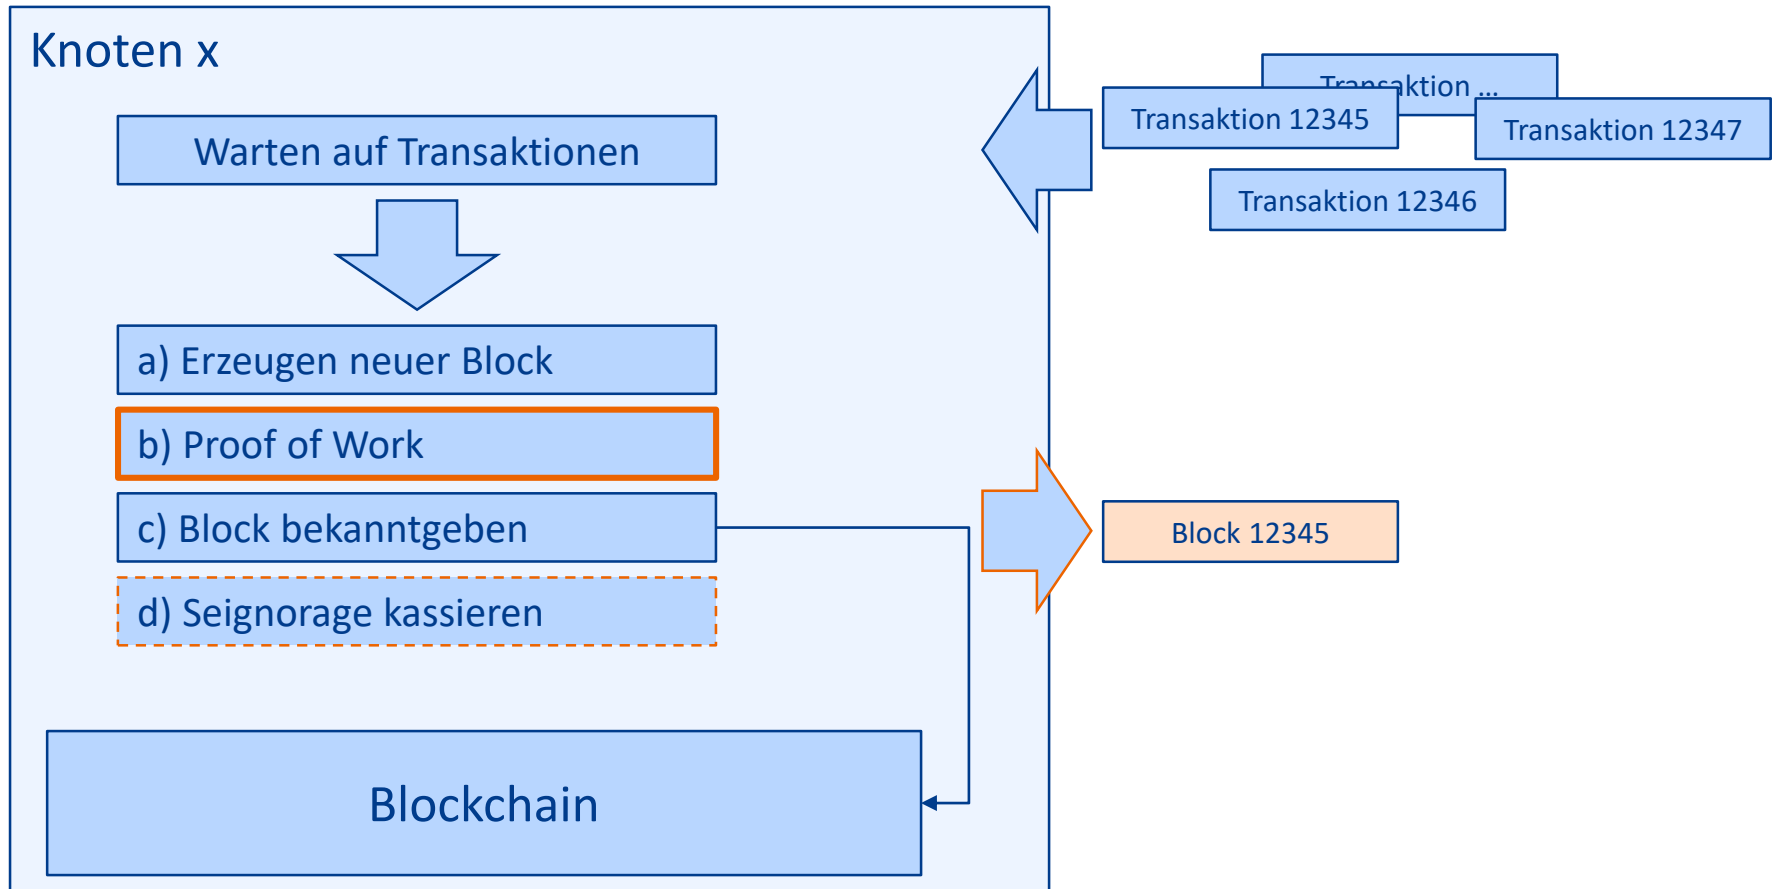 Knoten x
Warten auf Transaktionen
a) Erzeugen neuer Block
b) Proof of Work
c) Block bekanntgeben
d) Seignorage kassieren
Blockchain
Transaktion ...
Transaktion 12345
Transaktion 12347
Transaktion 12346
Block 12345